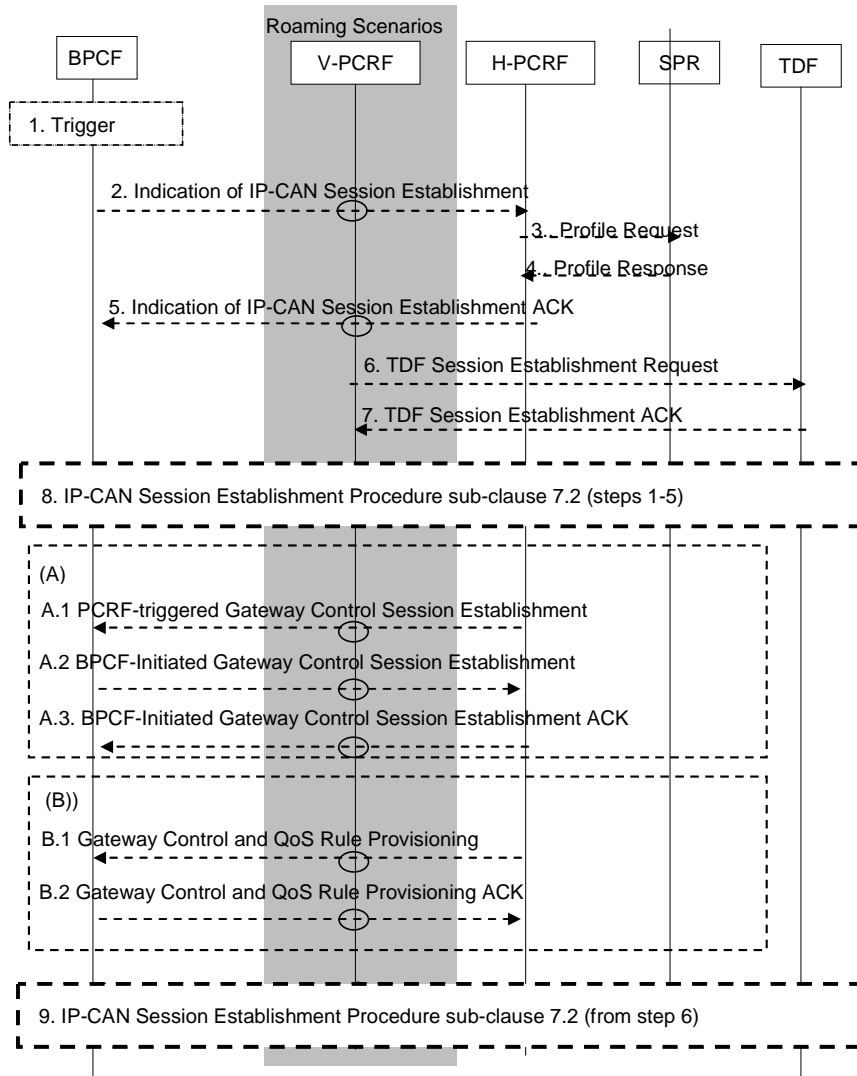 Roaming Scenarios
BPCF
V-PCRF
H-PCRF
SPR
TDF
1. Trigger
2. Indication of IP-CAN Session Establishment
3.. Profile Request
4.. Profile Response
5. Indication of IP-CAN Session Establishment ACK
6. TDF Session Establishment Request
7. TDF Session Establishment ACK
8. IP-CAN Session Establishment Procedure sub-clause 7.2 (steps 1-5)
(A)
A.1 PCRF-triggered Gateway Control Session Establishment
A.2 BPCF-Initiated Gateway Control Session Establishment
A.3. BPCF-Initiated Gateway Control Session Establishment ACK
(B))
B.1 Gateway Control and QoS Rule Provisioning
B.2 Gateway Control and QoS Rule Provisioning ACK
9. IP-CAN Session Establishment Procedure sub-clause 7.2 (from step 6)